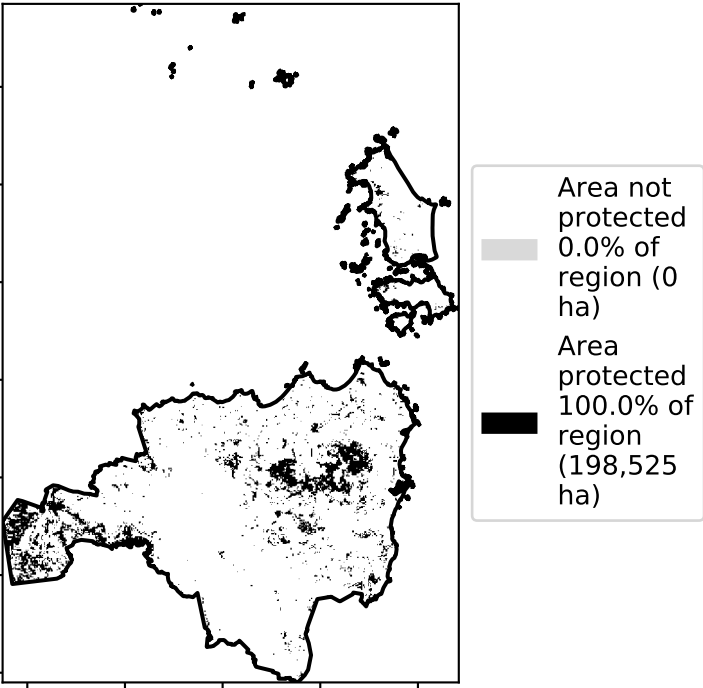 Area not
protected
0.0% of
region (0
ha)
Area
protected
100.0% of
region
(198,525
ha)